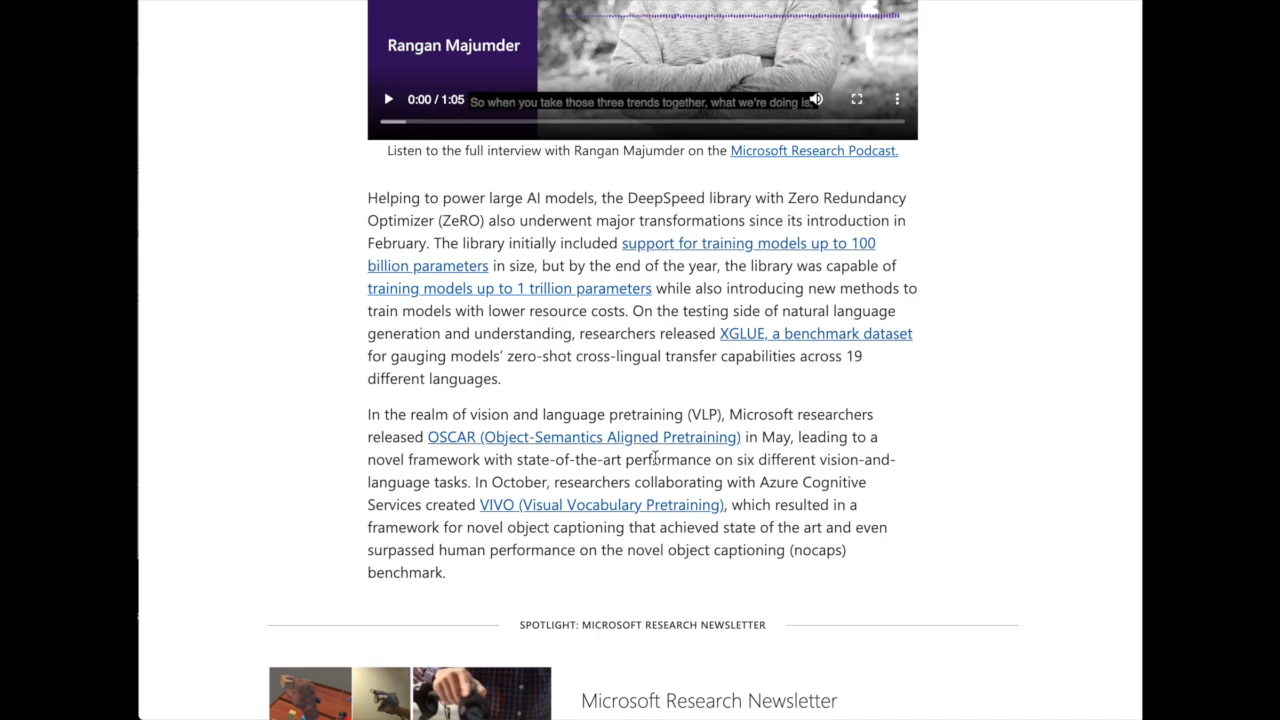 Rangan Majumder
0:00 / 1:05
So when you take those three trends together, what we're doing is,
Listen to the full interview with Rangan Majumder on the Microsoft Research Podcast.
Helping to power large AI models, the DeepSpeed library with Zero Redundancy
Optimizer (ZeRO) also underwent major transformations since its introduction in
February. The library initially included support for training models up to 100
billion parameters in size, but by the end of the year, the library was capable of
training models up to 1 trillion parameters while also introducing new methods to
train models with lower resource costs. On the testing side of natural language
generation and understanding, researchers released XGLUE, a benchmark dataset
for gauging models’ zero-shot cross-lingual transfer capabilities across 19
different languages.
In the realm of vision and language pretraining (VLP), Microsoft researchers
released OSCAR (Object-Semantics Aligned Pretraining) in May, leading to a
novel framework with state-of-the-art performance on six different vision-and-
language tasks. In October, researchers collaborating with Azure Cognitive
Services created VIVO (Visual Vocabulary Pretraining), which resulted in a
framework for novel object captioning that achieved state of the art and even
surpassed human performance on the novel object captioning (nocaps)
benchmark.
SPOTLIGHT: MICROSOFT RESEARCH NEWSLETTER
Microsoft Research Newsletter